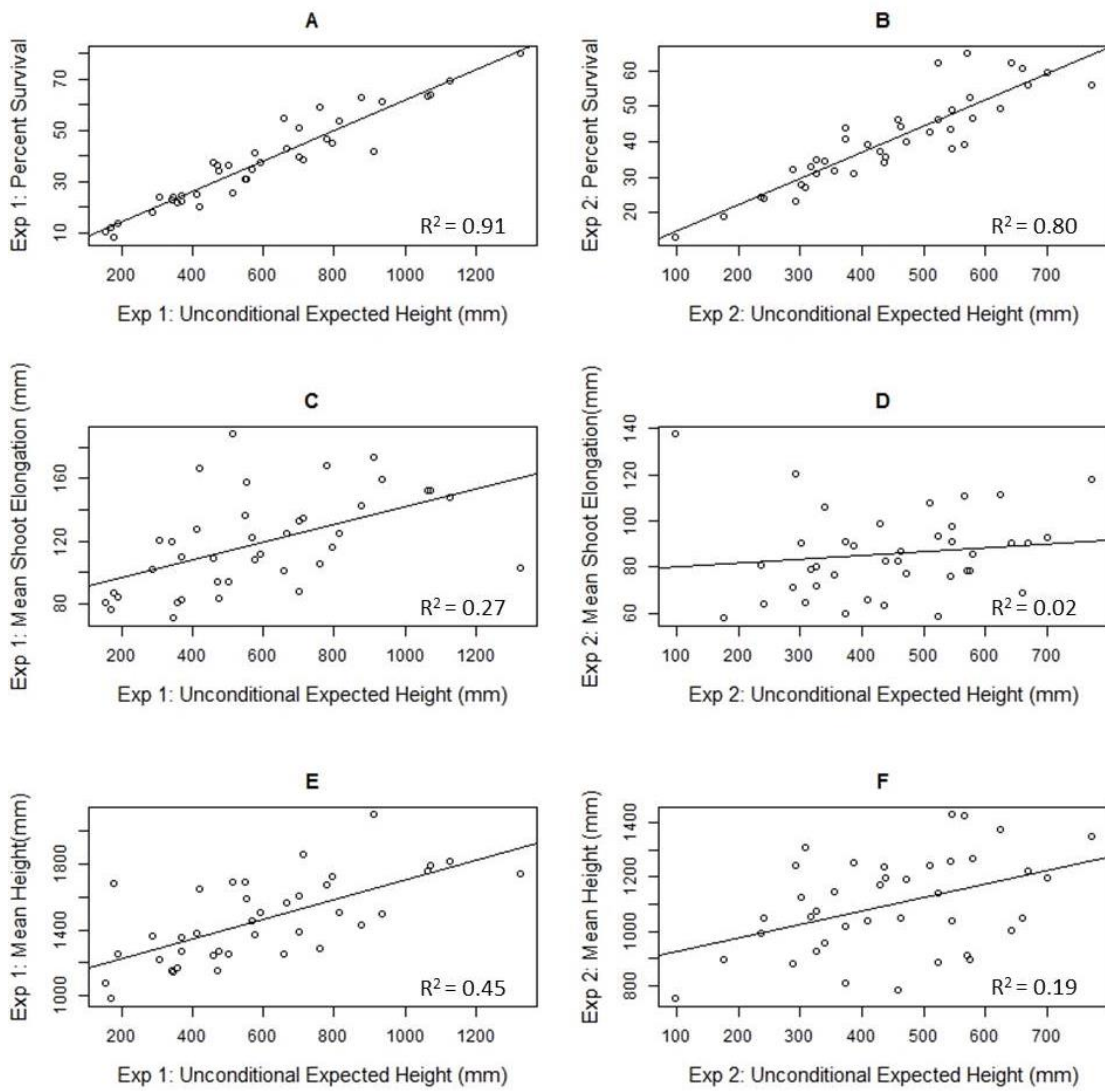 A
Exp 1: Percent Survival
70
50
30
10
R² = 0.91
200 400 600 800 1000 1200
Exp 1: Unconditional Expected Height (mm)
B
Exp 2: Percent Survival
60
50
40
30
20
R² = 0.80
100 200 300 400 500 600 700
Exp 2: Unconditional Expected Height (mm)
C
Exp 1: Mean Shoot Elongation (mm)
160
120
80
R² = 0.27
200 400 600 800 1000 1200
Exp 1: Unconditional Expected Height (mm)
D
Exp 2: Mean Shoot Elongation(mm)
140
120
100
80
60
R² = 0.02
100 200 300 400 500 600 700
Exp 2: Unconditional Expected Height (mm)
E
Exp 1: Mean Height(mm)
1800
1400
1000
R² = 0.45
200 400 600 800 1000 1200
Exp 1: Unconditional Expected Height (mm)
F
Exp 2: Mean Height (mm)
1400
1200
1000
800
R² = 0.19
100 200 300 400 500 600 700
Exp 2: Unconditional Expected Height (mm)